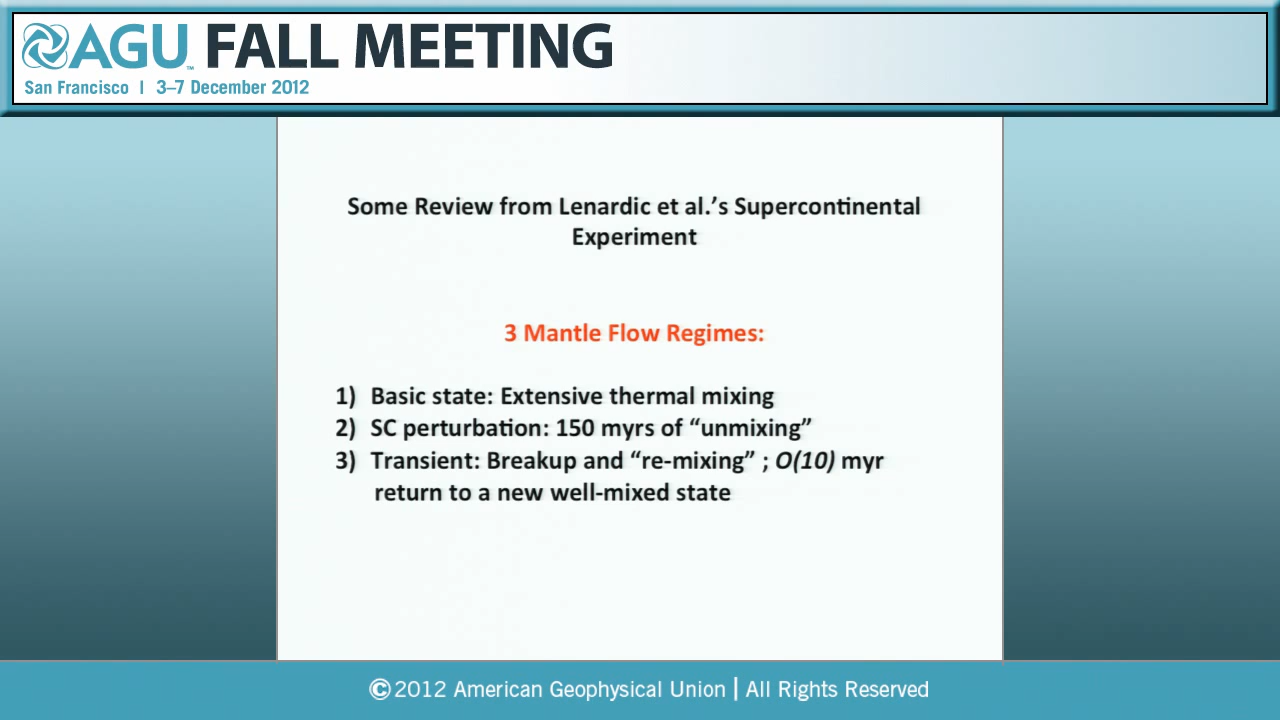 AGU™ FALL MEETING
San Francisco | 3–7 December 2012
Some Review from Lenardic et al.’s Supercontinental
Experiment
3 Mantle Flow Regimes:
1) Basic state: Extensive thermal mixing
2) SC perturbation: 150 myrs of “unmixing”
3) Transient: Breakup and “re-mixing” ; O(10) myr
return to a new well-mixed state
©2012 American Geophysical Union | All Rights Reserved